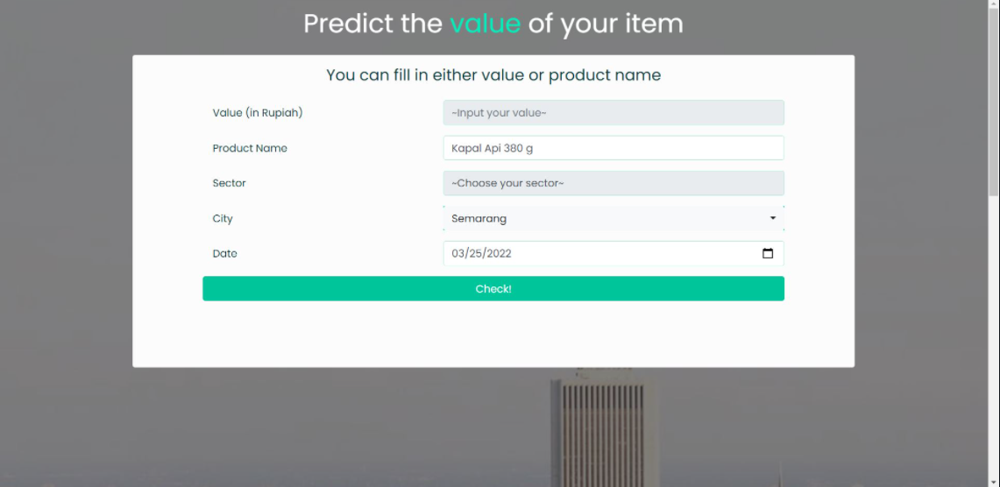 Predict the value of your item
You can fill in either value or product name
Value (in Rupiah)
~Input your value~
Product Name
Kapal Api 380 g
Sector
~Choose your sector~
City
Semarang
Date
03/25/2022
Check!